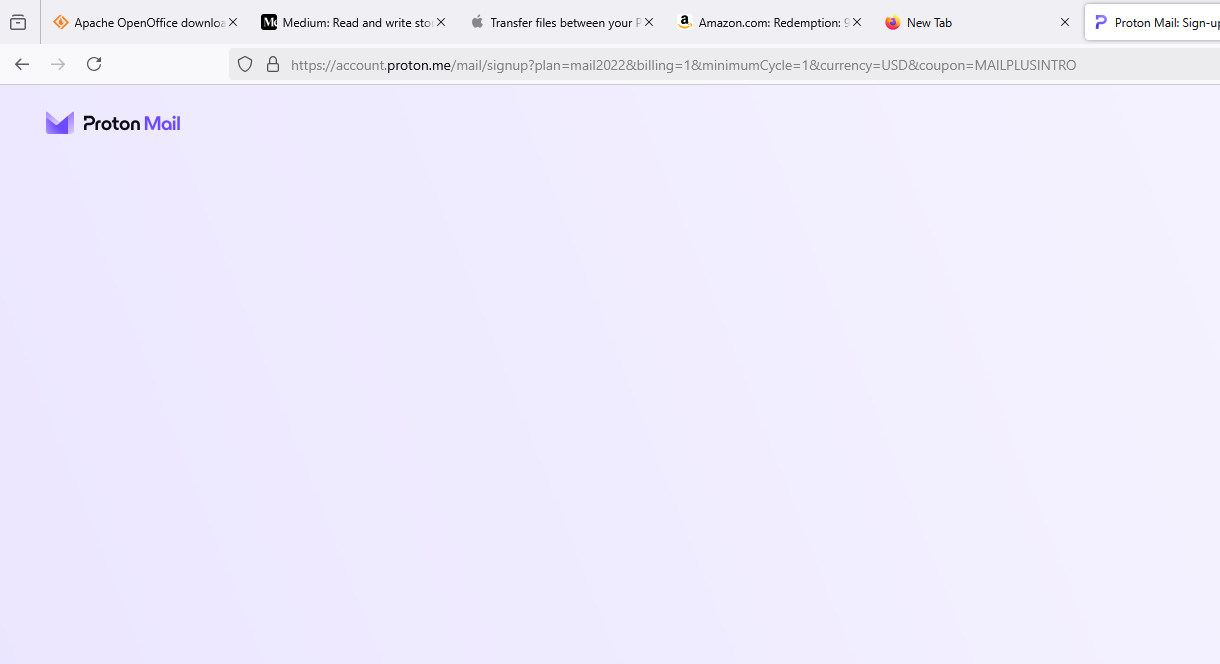 Apache OpenOffice downloa
Medium: Read and write sto
Transfer files between your P
Amazon.com: Redemption: 9
New Tab
Proton Mail: Sign-up
https://account.proton.me/mail/signup?plan=mail2022&billing=1&minimumCycle=1&currency=USD&coupon=MAILPLUSINTRO
Proton Mail